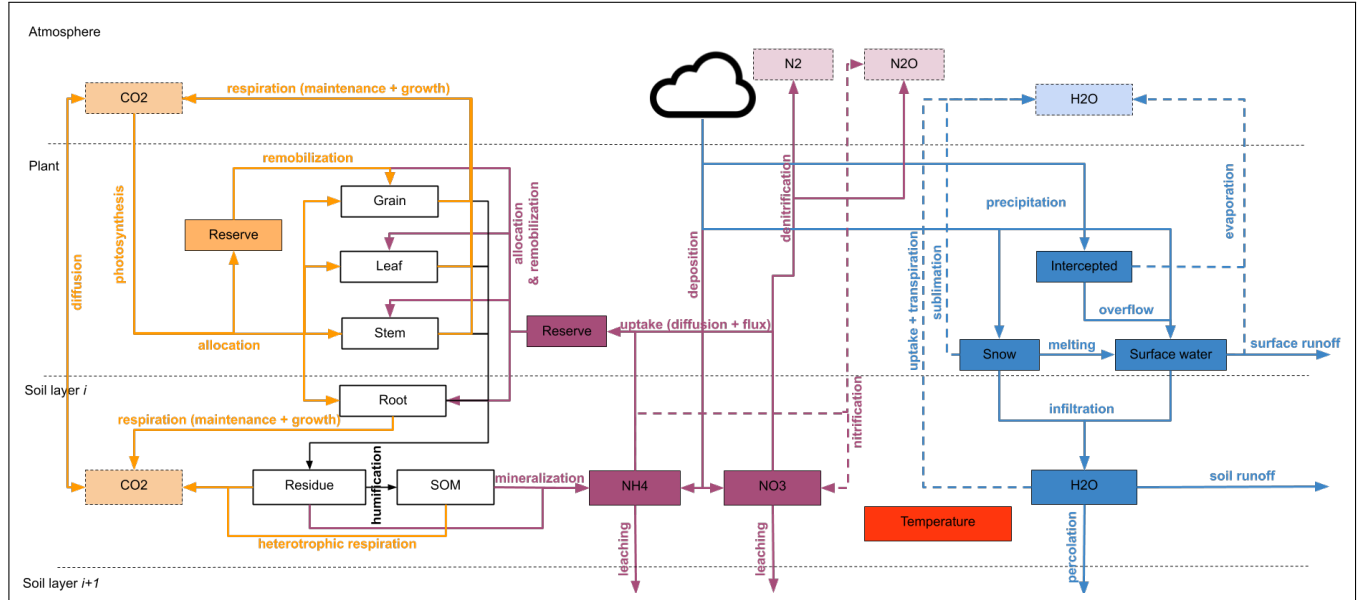 Atmosphere
N2
N2O
CO2
respiration (maintenance + growth)
H2O
Plant
remobilization
Grain
precipitation
Reserve
photosynthesis
allocation
& remobilization
denitrification
evaporation
Leaf
Intercepted
diffusion
deposition
uptake + transpiration
sublimation
overflow
Stem
Reserve
uptake (diffusion + flux)
allocation
Snow
melting
Surface water
surface runoff
Soil layer i
Root
respiration (maintenance + growth)
infiltration
nitrification
CO2
Residue
humification
SOM
mineralization
NH4
NO3
H2O
soil runoff
Temperature
heterotrophic respiration
leaching
leaching
percolation
Soil layer i+1